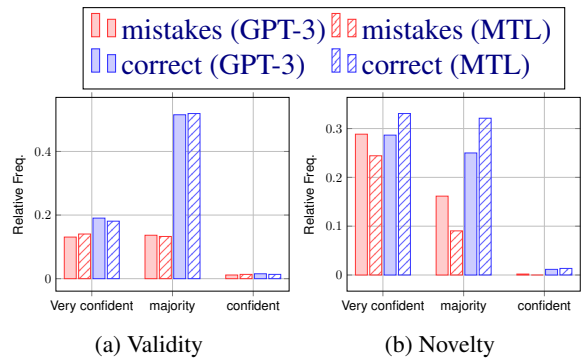 mistakes (GPT-3) mistakes (MTL)
correct (GPT-3) correct (MTL)
Relative Freq.
0.4
0.2
0
Very confident majority confident
(a) Validity
Relative Freq.
0.3
0.2
0.1
0
Very confident majority confident
(b) Novelty